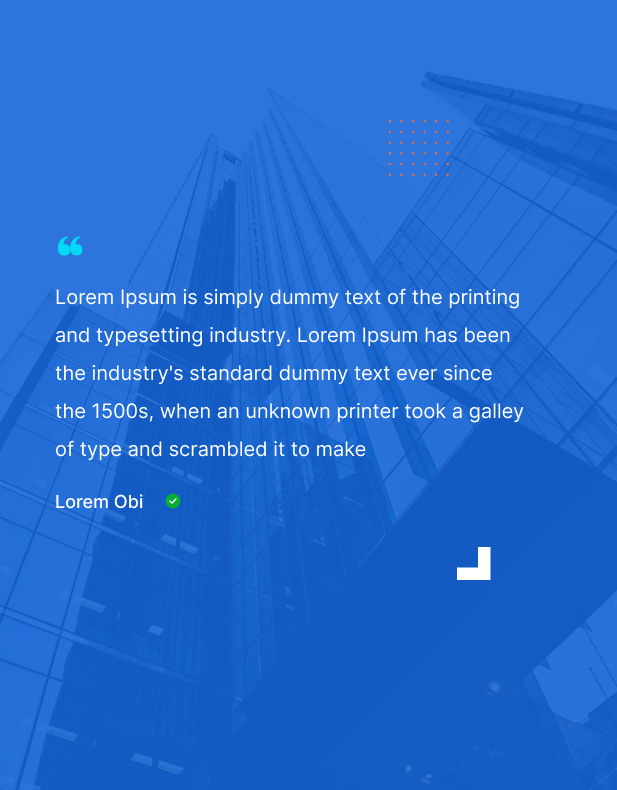 “
Lorem Ipsum is simply dummy text of the printing
and typesetting industry. Lorem Ipsum has been
the industry's standard dummy text ever since
the 1500s, when an unknown printer took a galley
of type and scrambled it to make
Lorem Obi